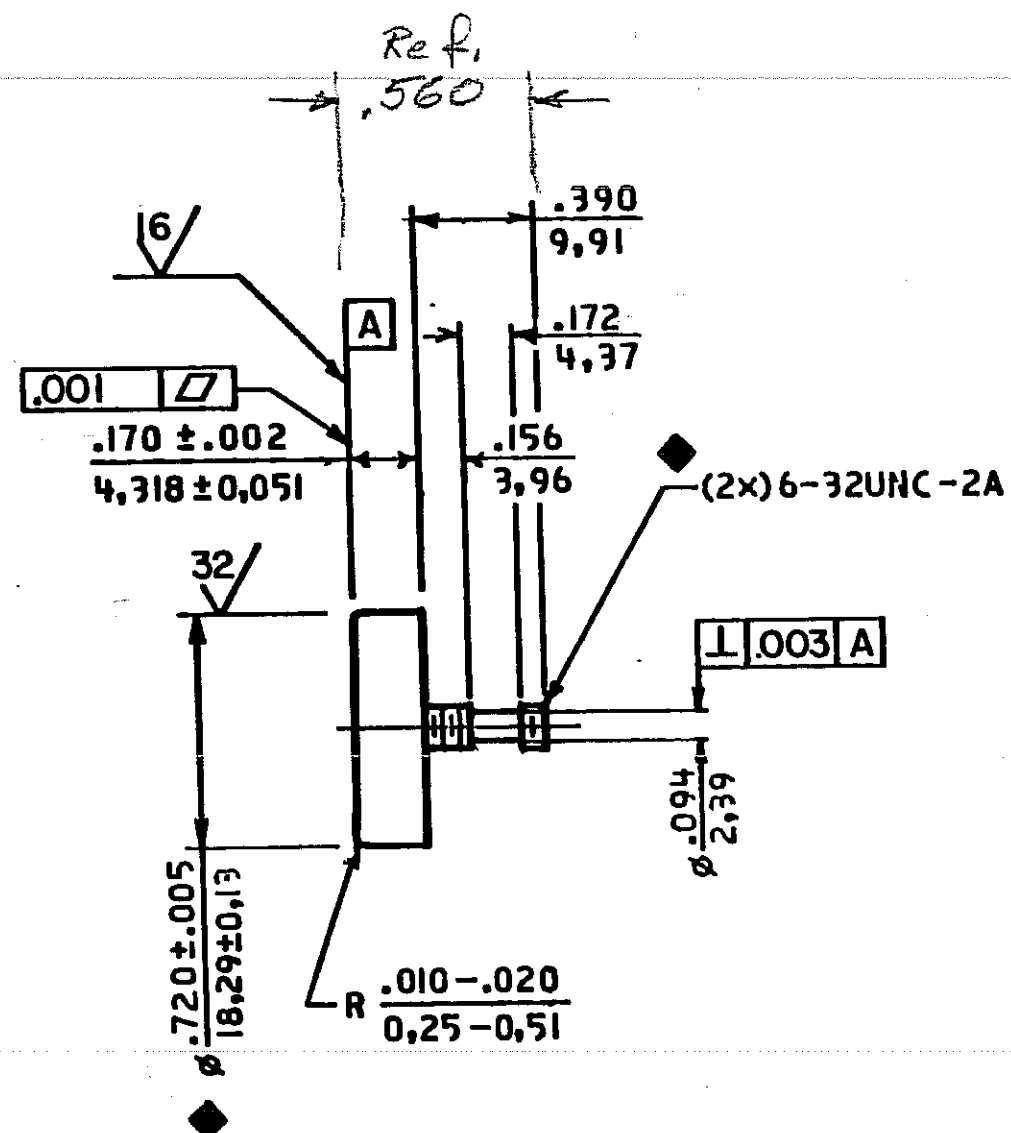 Ref.
.560
.390
9,91
16
A
.172
4,37
.001 ⏥
.170 ±.002
4,318 ±0,051
.156
3,96
(2x) 6-32UNC-2A
32
⊥ .003 A
ø .094
2,39
ø .720±.005
18,29±0,13
R .010-.020
0,25-0,51